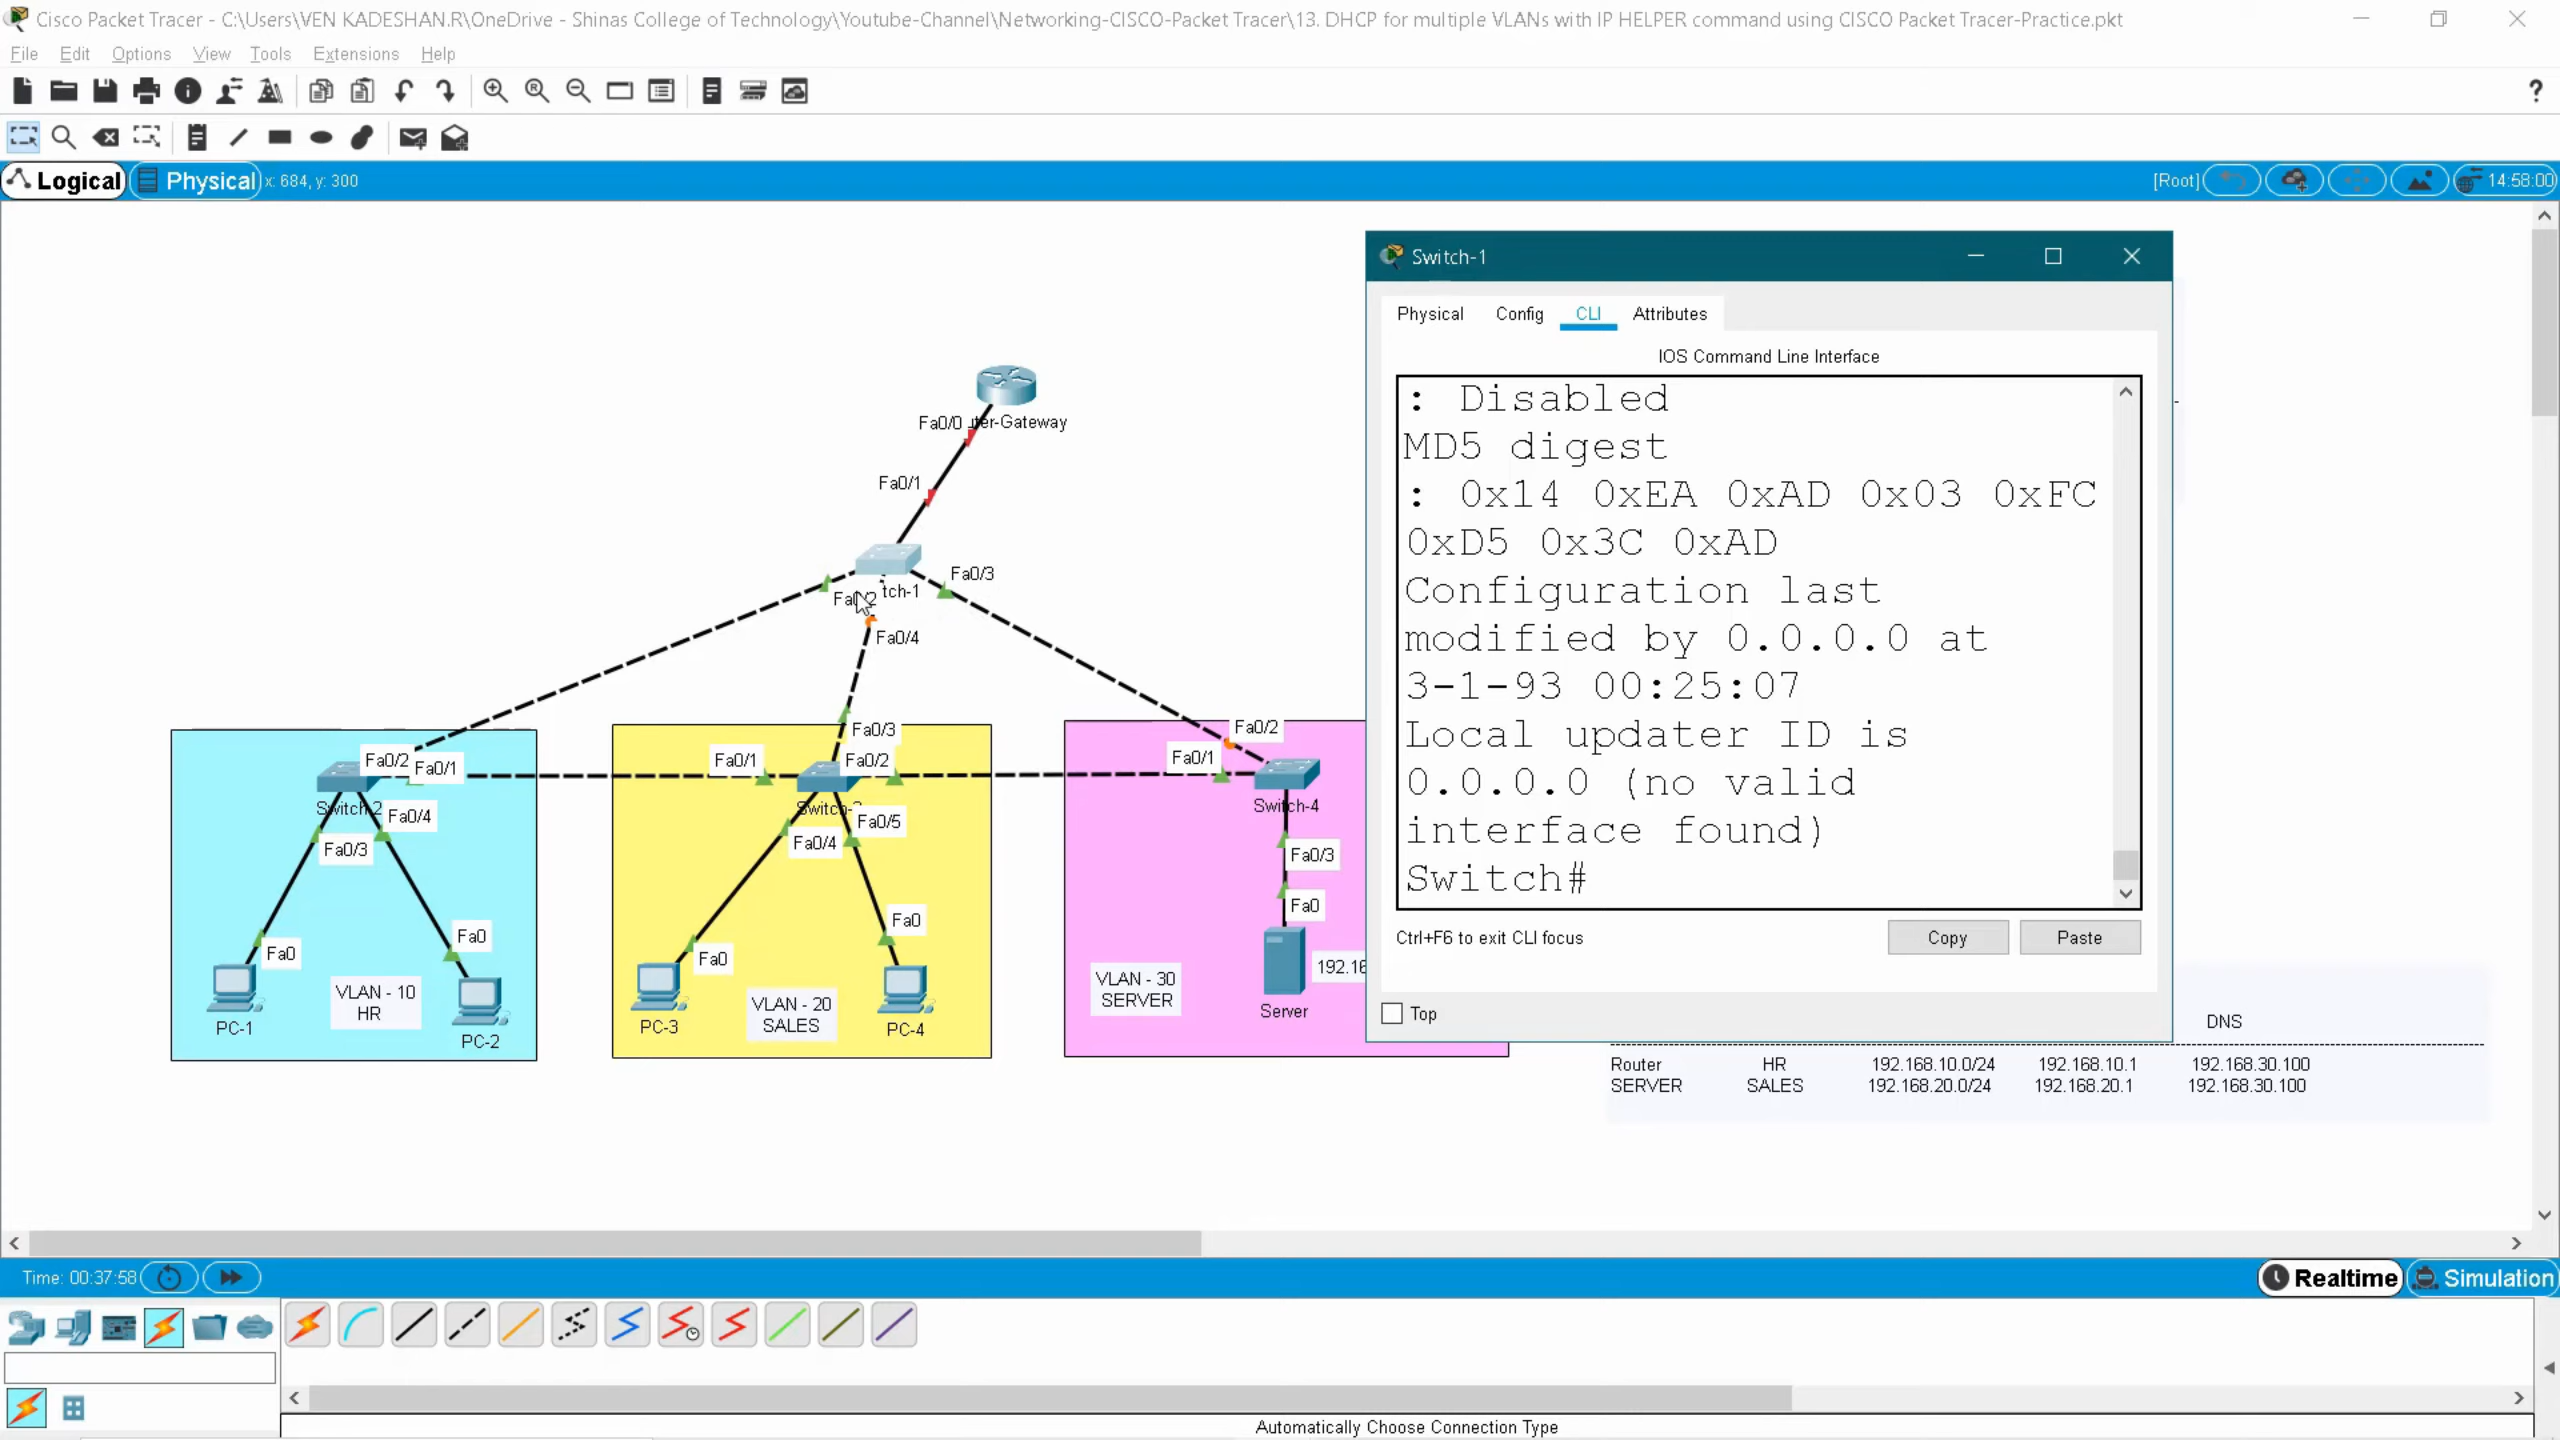 Cisco Packet Tracer - C:\Users\VEN KADESHAN.R\OneDrive - Shinas College of Technology\Youtube-Channel\Networking-CISCO-Packet Tracer\13. DHCP for multiple VLANs with IP HELPER command using CISCO Packet Tracer-Practice.pkt
File Edit Options View Tools Extensions Help
Logical Physical x: 684, y: 300 [Root] 14:58:00
Switch-1
Physical Config CLI Attributes
IOS Command Line Interface
: Disabled
MD5 digest
: 0x14 0xEA 0xAD 0x03 0xFC
0xD5 0x3C 0xAD
Configuration last
modified by 0.0.0.0 at
3-1-93 00:25:07
Local updater ID is
0.0.0.0 (no valid
interface found)
Switch#
Ctrl+F6 to exit CLI focus
Copy Paste
Top
Fa0/0 ter-Gateway
Fa0/1
Fa0/3
tch-1
Fa0/4
Fa0/3
Fa0/2
Fa0/2 Fa0/1
Fa0/1 Fa0/2
Fa0/1
Switch-2
Switch-
Switch-4
Fa0/4
Fa0/3
Fa0/5
Fa0/4
Fa0/3
Fa0
Fa0
Fa0
Fa0
Fa0
VLAN - 10
HR
VLAN - 20
SALES
VLAN - 30
SERVER
192.16
PC-1
PC-2
PC-3
PC-4
Server
DNS
Router HR 192.168.10.0/24 192.168.10.1 192.168.30.100
SERVER SALES 192.168.20.0/24 192.168.20.1 192.168.30.100
Time: 00:37:58
Realtime Simulation
Automatically Choose Connection Type